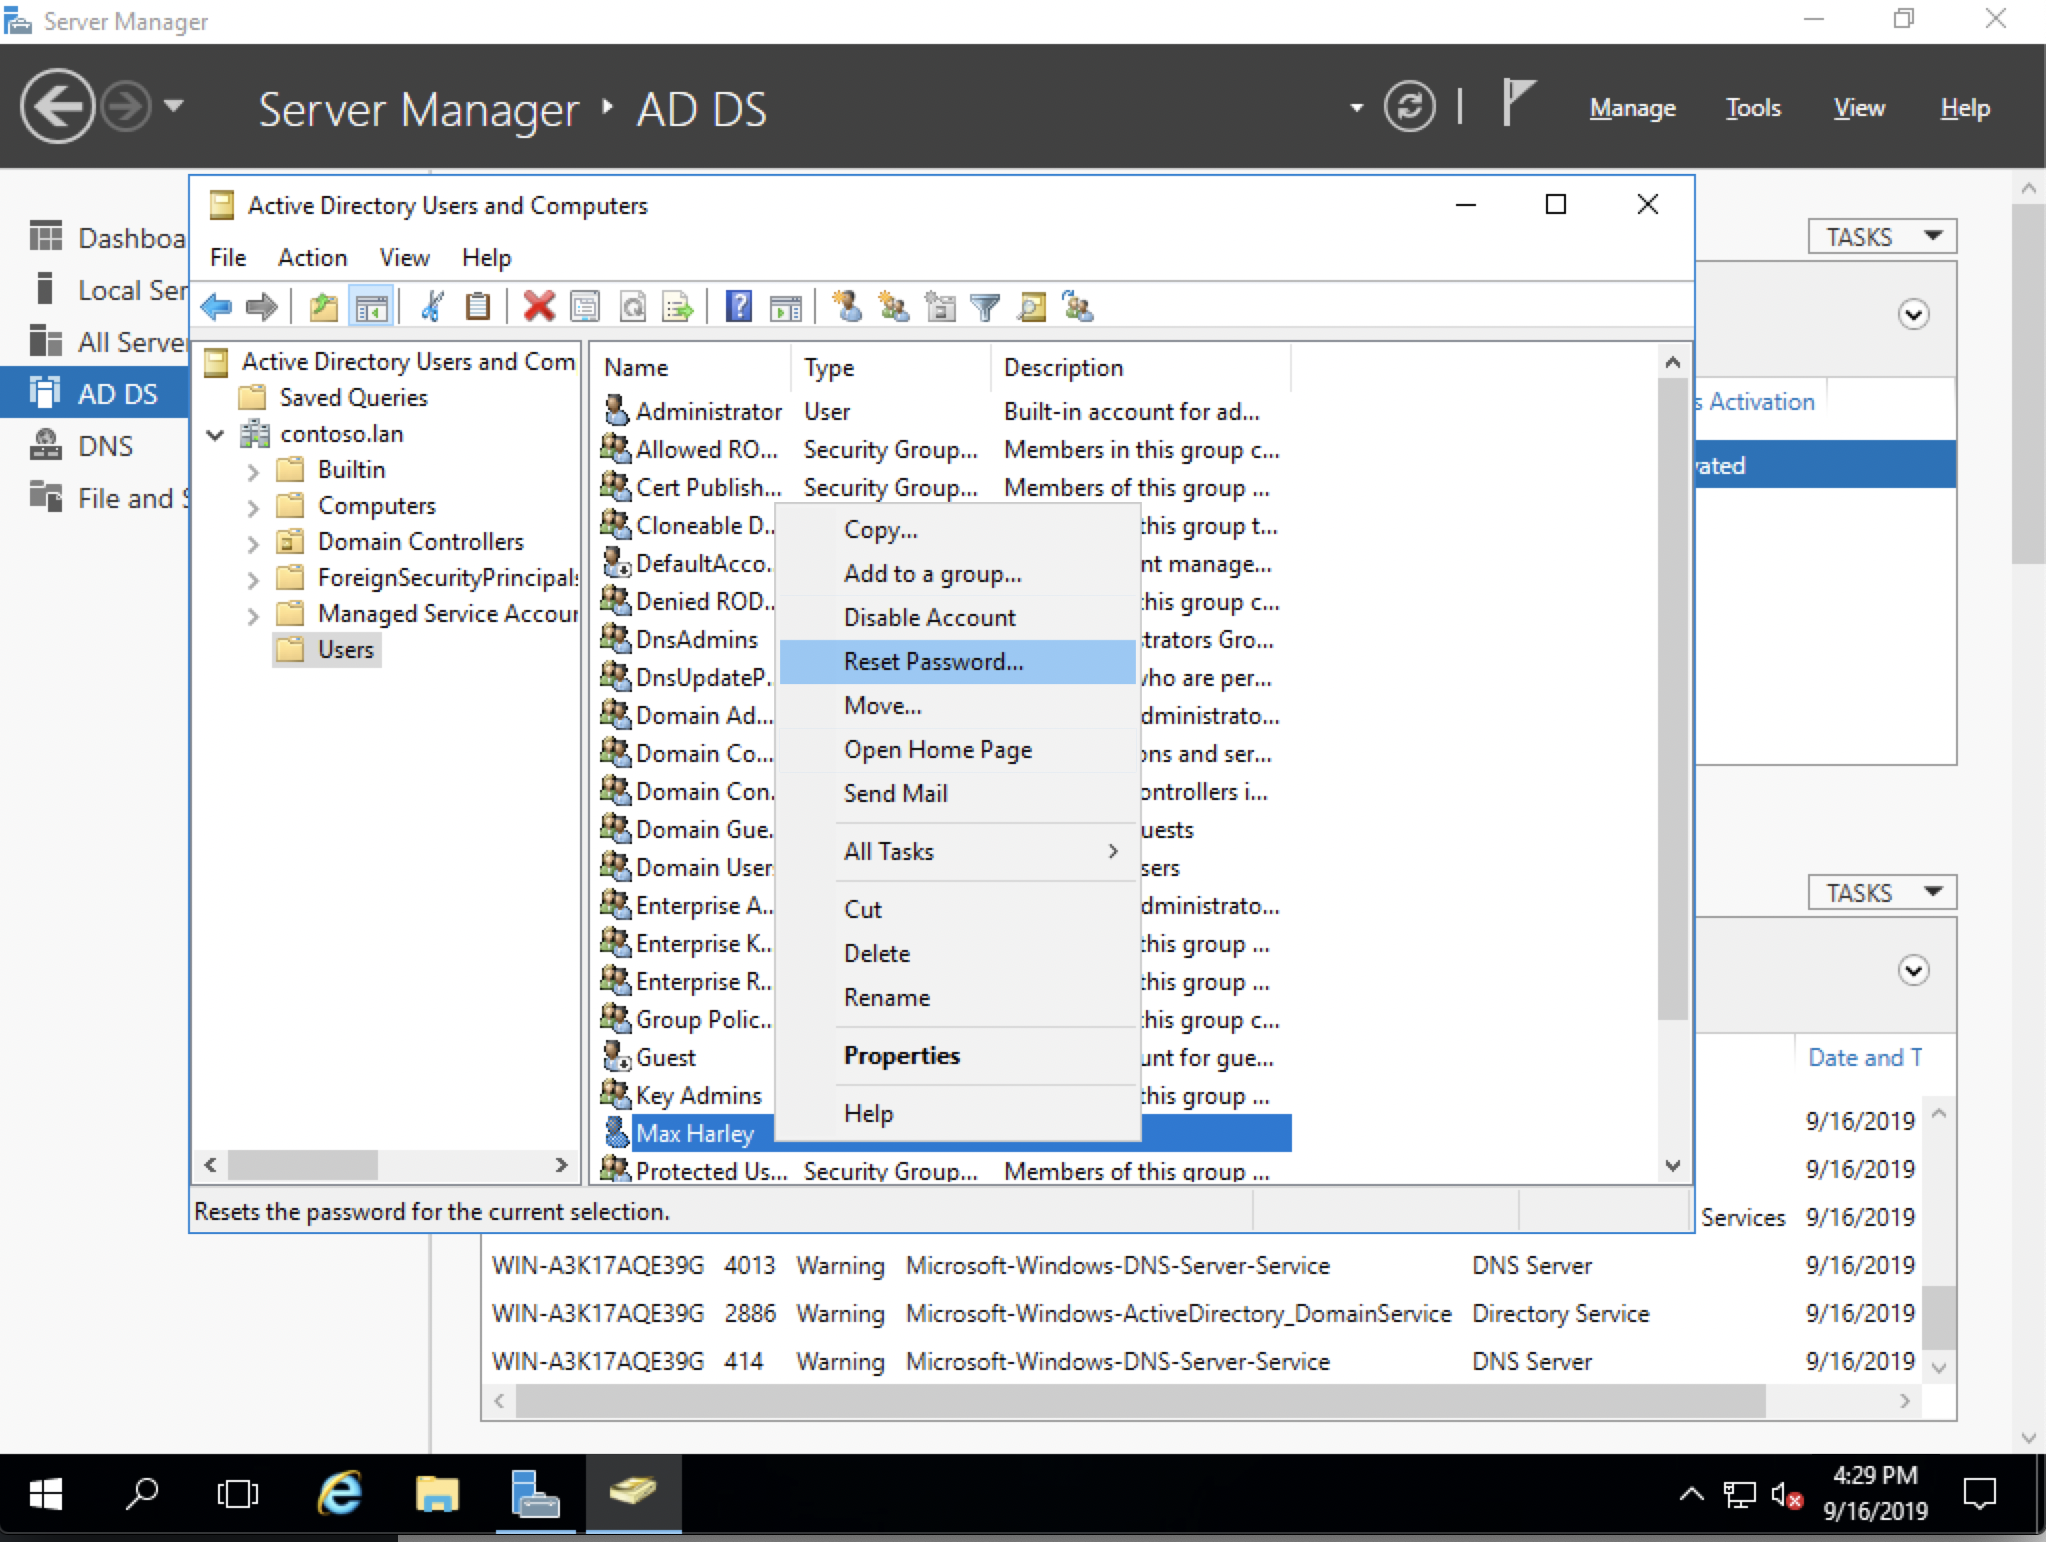 Server Manager
Server Manager
AD DS
Manage
Tools
View
Help
Dashboa
Local Ser
All Server
AD DS
DNS
File and S
Active Directory Users and Computers
File
Action
View
Help
Active Directory Users and Com
Saved Queries
contoso.lan
Builtin
Computers
Domain Controllers
ForeignSecurityPrincipals
Managed Service Accoun
Users
Name Type Description
Administrator User Built-in account for ad...
Allowed RO... Security Group... Members in this group c...
Cert Publish... Security Group... Members of this group ...
Cloneable D... this group t...
DefaultAcco... nt manage...
Denied ROD... this group c...
DnsAdmins strators Gro...
DnsUpdateP... who are per...
Domain Ad... dministrato...
Domain Co... ons and ser...
Domain Con... ontrollers i...
Domain Gue... uests
Domain Users sers
Enterprise A... dministrato...
Enterprise K... this group ...
Enterprise R... this group ...
Group Polic... this group c...
Guest unt for gue...
Key Admins this group ...
Max Harley
Protected Us... Security Group... Members of this group ...
Copy...
Add to a group...
Disable Account
Reset Password...
Move...
Open Home Page
Send Mail
All Tasks
Cut
Delete
Rename
Properties
Help
Resets the password for the current selection.
TASKS
s Activation
vated
TASKS
Date and T
9/16/2019
9/16/2019
Services 9/16/2019
WIN-A3K17AQE39G 4013 Warning Microsoft-Windows-DNS-Server-Service DNS Server 9/16/2019
WIN-A3K17AQE39G 2886 Warning Microsoft-Windows-ActiveDirectory_DomainService Directory Service 9/16/2019
WIN-A3K17AQE39G 414 Warning Microsoft-Windows-DNS-Server-Service DNS Server 9/16/2019
4:29 PM
9/16/2019